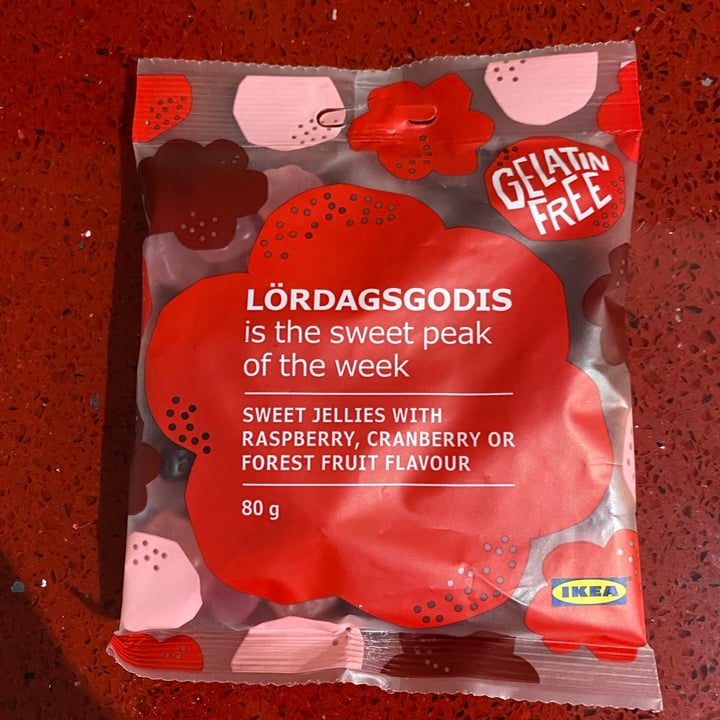 GELATIN
FREE
LÖRDAGSGODIS
is the sweet peak
of the week
SWEET JELLIES WITH
RASPBERRY, CRANBERRY OR
FOREST FRUIT FLAVOUR
80 g
IKEA